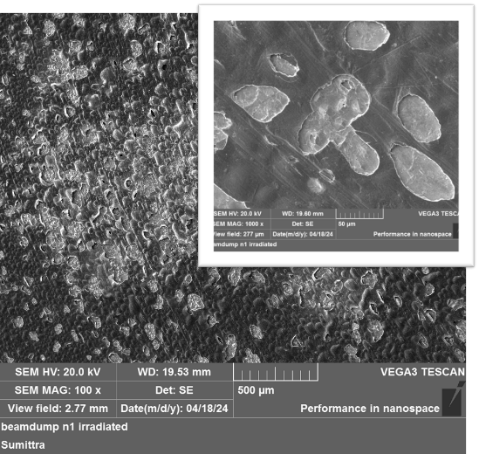 SEM HV: 20.0 kV WD: 19.60 mm VEGA3 TESCA
SEM MAG: 1000 x Det: SE 50 µm
View field: 277 µm Date(m/d/y): 04/18/24 Performance in nanospace
beamdump n1 irradiated
SEM HV: 20.0 kV WD: 19.53 mm VEGA3 TESCAN
SEM MAG: 100 x Det: SE 500 µm
View field: 2.77 mm Date(m/d/y): 04/18/24 Performance in nanospace
beamdump n1 irradiated
Sumittra